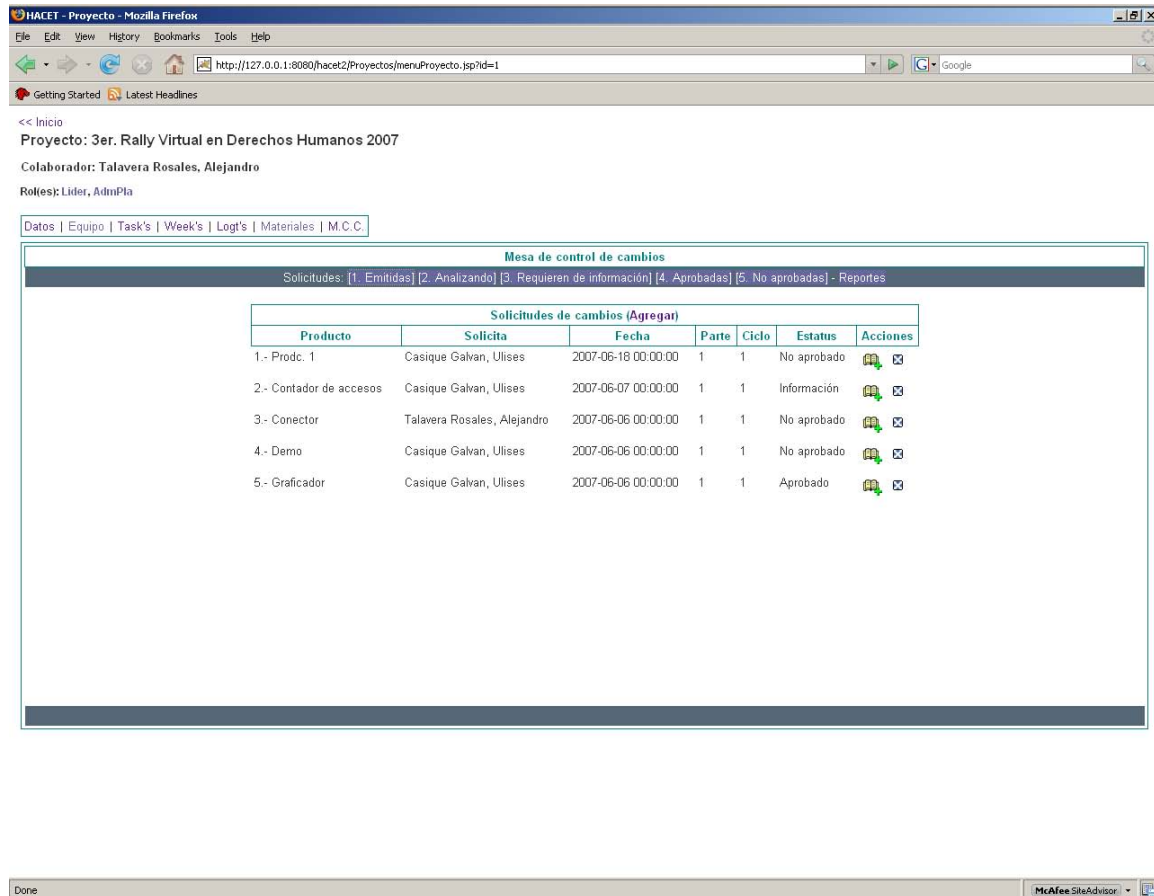 HACET - Proyecto - Mozilla Firefox
File Edit View History Bookmarks Tools Help
http://127.0.0.1:8080/hacet2/Proyectos/menuProyecto.jsp?id=1 G Google
Getting Started Latest Headlines
<< Inicio
Proyecto: 3er. Rally Virtual en Derechos Humanos 2007
Colaborador: Talavera Rosales, Alejandro
Rol(es): Lider, AdmPla
Datos | Equipo | Task's | Week's | Logt's | Materiales | M.C.C.
Mesa de control de cambios
Solicitudes: [1. Emitidas] [2. Analizando] [3. Requieren de información] [4. Aprobadas] [5. No aprobadas] - Reportes
Solicitudes de cambios (Agregar)
Producto Solicita Fecha Parte Ciclo Estatus Acciones
1.- Prodc. 1 Casique Galvan, Ulises 2007-06-18 00:00:00 1 1 No aprobado
2.- Contador de accesos Casique Galvan, Ulises 2007-06-07 00:00:00 1 1 Información
3.- Conector Talavera Rosales, Alejandro 2007-06-06 00:00:00 1 1 No aprobado
4.- Demo Casique Galvan, Ulises 2007-06-06 00:00:00 1 1 No aprobado
5.- Graficador Casique Galvan, Ulises 2007-06-06 00:00:00 1 1 Aprobado
Done McAfee SiteAdvisor